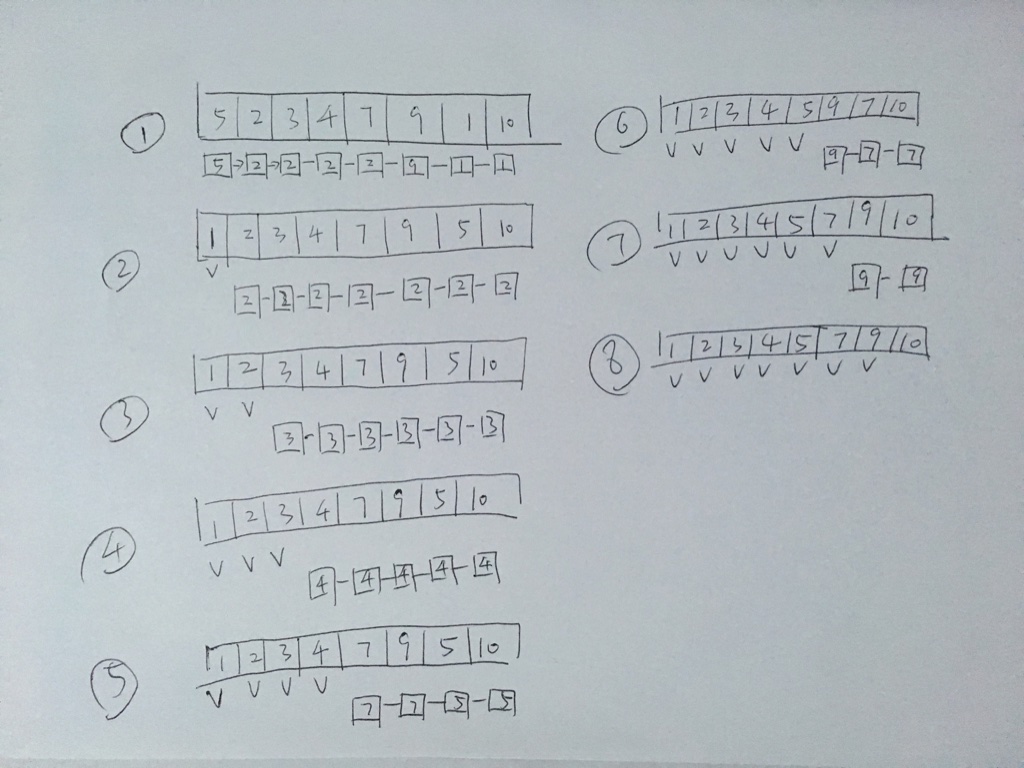 ① 5 2 3 4 7 9 1 10
5→2→2-2-2-9-1-1
② 1 2 3 4 7 9 5 10
v
2-2-2-2-2-2-2
③ 1 2 3 4 7 9 5 10
v v
3-3-3-3-3-3
④ 1 2 3 4 7 9 5 10
v v v
4-4-4-4-4
⑤ 1 2 3 4 7 9 5 10
v v v v
7-7-5-5
⑥ 1 2 3 4 5 9 7 10
v v v v v
9-7-7
⑦ 1 2 3 4 5 7 9 10
v v v v v v
9-9
⑧ 1 2 3 4 5 7 9 10
v v v v v v v